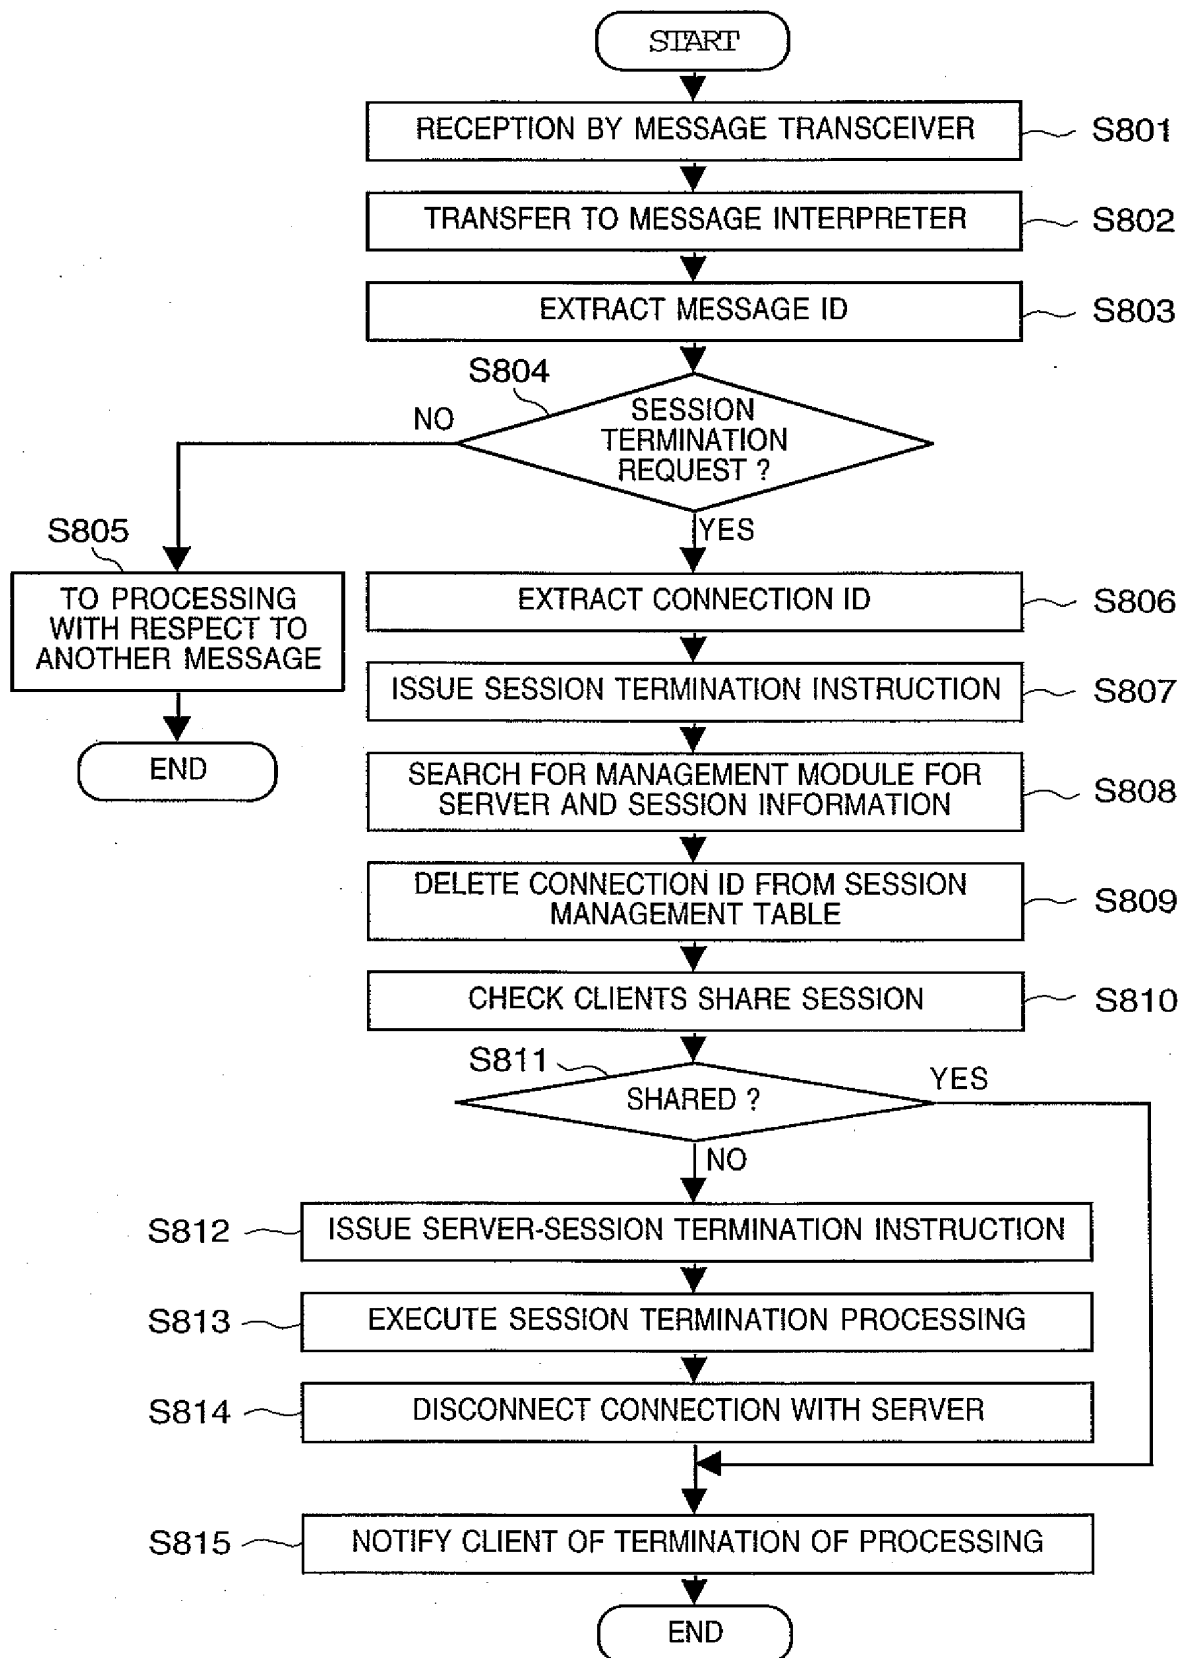 START
RECEPTION BY MESSAGE TRANSCEIVER
S801
TRANSFER TO MESSAGE INTERPRETER
S802
EXTRACT MESSAGE ID
S803
S804
SESSION
TERMINATION
REQUEST ?
NO
YES
S805
TO PROCESSING
WITH RESPECT TO
ANOTHER MESSAGE
END
EXTRACT CONNECTION ID
S806
ISSUE SESSION TERMINATION INSTRUCTION
S807
SEARCH FOR MANAGEMENT MODULE FOR
SERVER AND SESSION INFORMATION
S808
DELETE CONNECTION ID FROM SESSION
MANAGEMENT TABLE
S809
CHECK CLIENTS SHARE SESSION
S810
S811
SHARED ?
YES
NO
S812
ISSUE SERVER-SESSION TERMINATION INSTRUCTION
S813
EXECUTE SESSION TERMINATION PROCESSING
S814
DISCONNECT CONNECTION WITH SERVER
S815
NOTIFY CLIENT OF TERMINATION OF PROCESSING
END